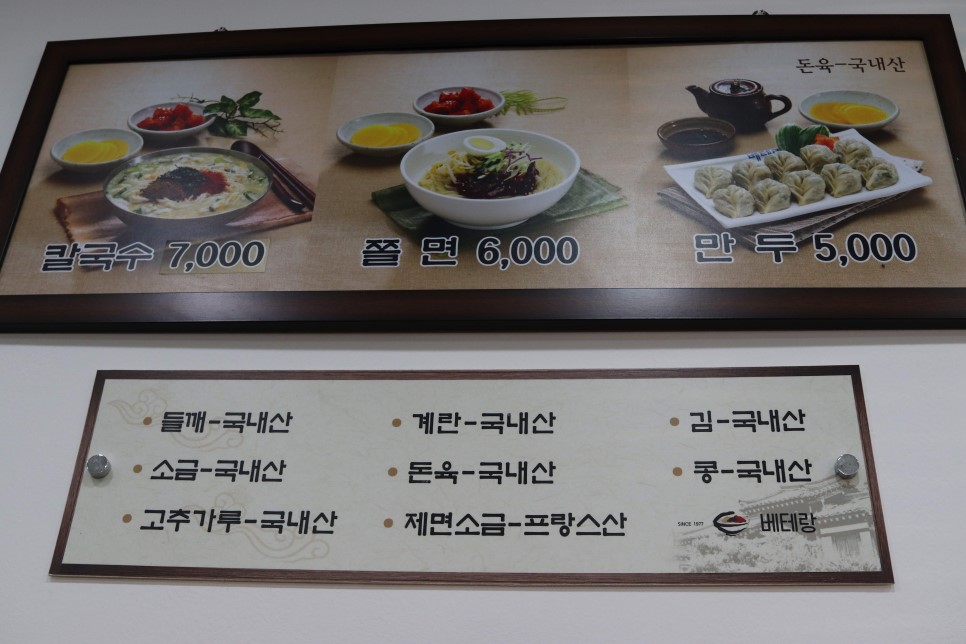 돈육-국내산
칼국수 7,000
쫄면 6,000
만두 5,000
들깨-국내산
계란-국내산
김-국내산
소금-국내산
돈육-국내산
콩-국내산
고추가루-국내산
제면소금-프랑스산
SINCE 1977
베테랑